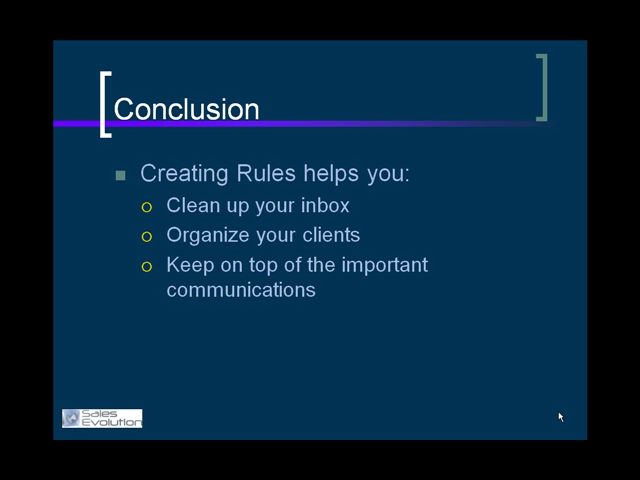 Conclusion
Creating Rules helps you:
Clean up your inbox
Organize your clients
Keep on top of the important
communications
Sales
Evolution